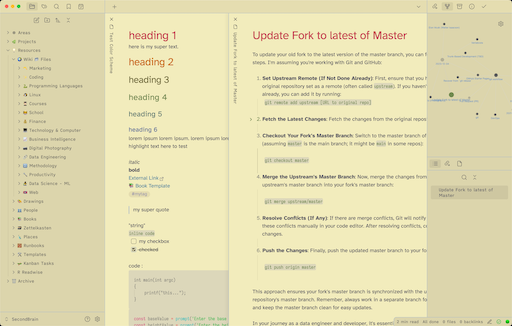 Areas
Projects
Resources
Wiki Files
Marketing
Coding
Programming Languages
Linux
Courses
School
Finance
Technology & Computer
Business Intelligence
Digital Photography
Data Engineering
Methodology
Productivity
Data Science - ML
Web
Drawings
People
Books
Zettelkasten
Places
Runbooks
Templates
Kanban Tasks
Readwise
Archive
SecondBrain
Text Color Scheme
heading 1
here is my super text.
heading 2
heading 3
heading 4
heading 5
heading 6
lorem ipsum lorem ipsum. lorem ipsum
highlight text here to test
italic
bold
External Link
Book Template
my super quote
"string"
inline code
my checkbox
checked
code :
int main(int argc)
{
printf("this...");
}
const baseValue = prompt('Enter the base
Update Fork to latest of Master
Update Fork to latest of Master
To update your old fork to the latest version of the master branch, you can f
steps. I'm assuming you're working with Git and GitHub:
1. Set Upstream Remote (If Not Done Already): First, ensure that you h
original repository set as a remote (often called upstream). If you haven'
already, you can add it by running:
git remote add upstream [URL to original repo]
2. Fetch the Latest Changes: Fetch the changes from the original repos
3. Checkout Your Fork's Master Branch: Switch to the master branch of
(assuming master is the main branch; it might be main in some repos):
git checkout master
4. Merge the Upstream's Master Branch: Now, merge the changes from
upstream's master branch into your fork's master branch:
git merge upstream/master
5. Resolve Conflicts (If Any): If there are merge conflicts, Git will notify
these conflicts manually in your code editor. After resolving conflicts, co
changes.
6. Push the Changes: Finally, push the updated master branch to your fo
git push origin master
This approach ensures your fork's master branch is synchronized with the u
repository's master branch. Remember, always work in a separate branch fo
and keep the master branch clean for easy updates.
In your journey as a data engineer and developer, it's essenti
Update Fork to latest of
Master
0 backlinks